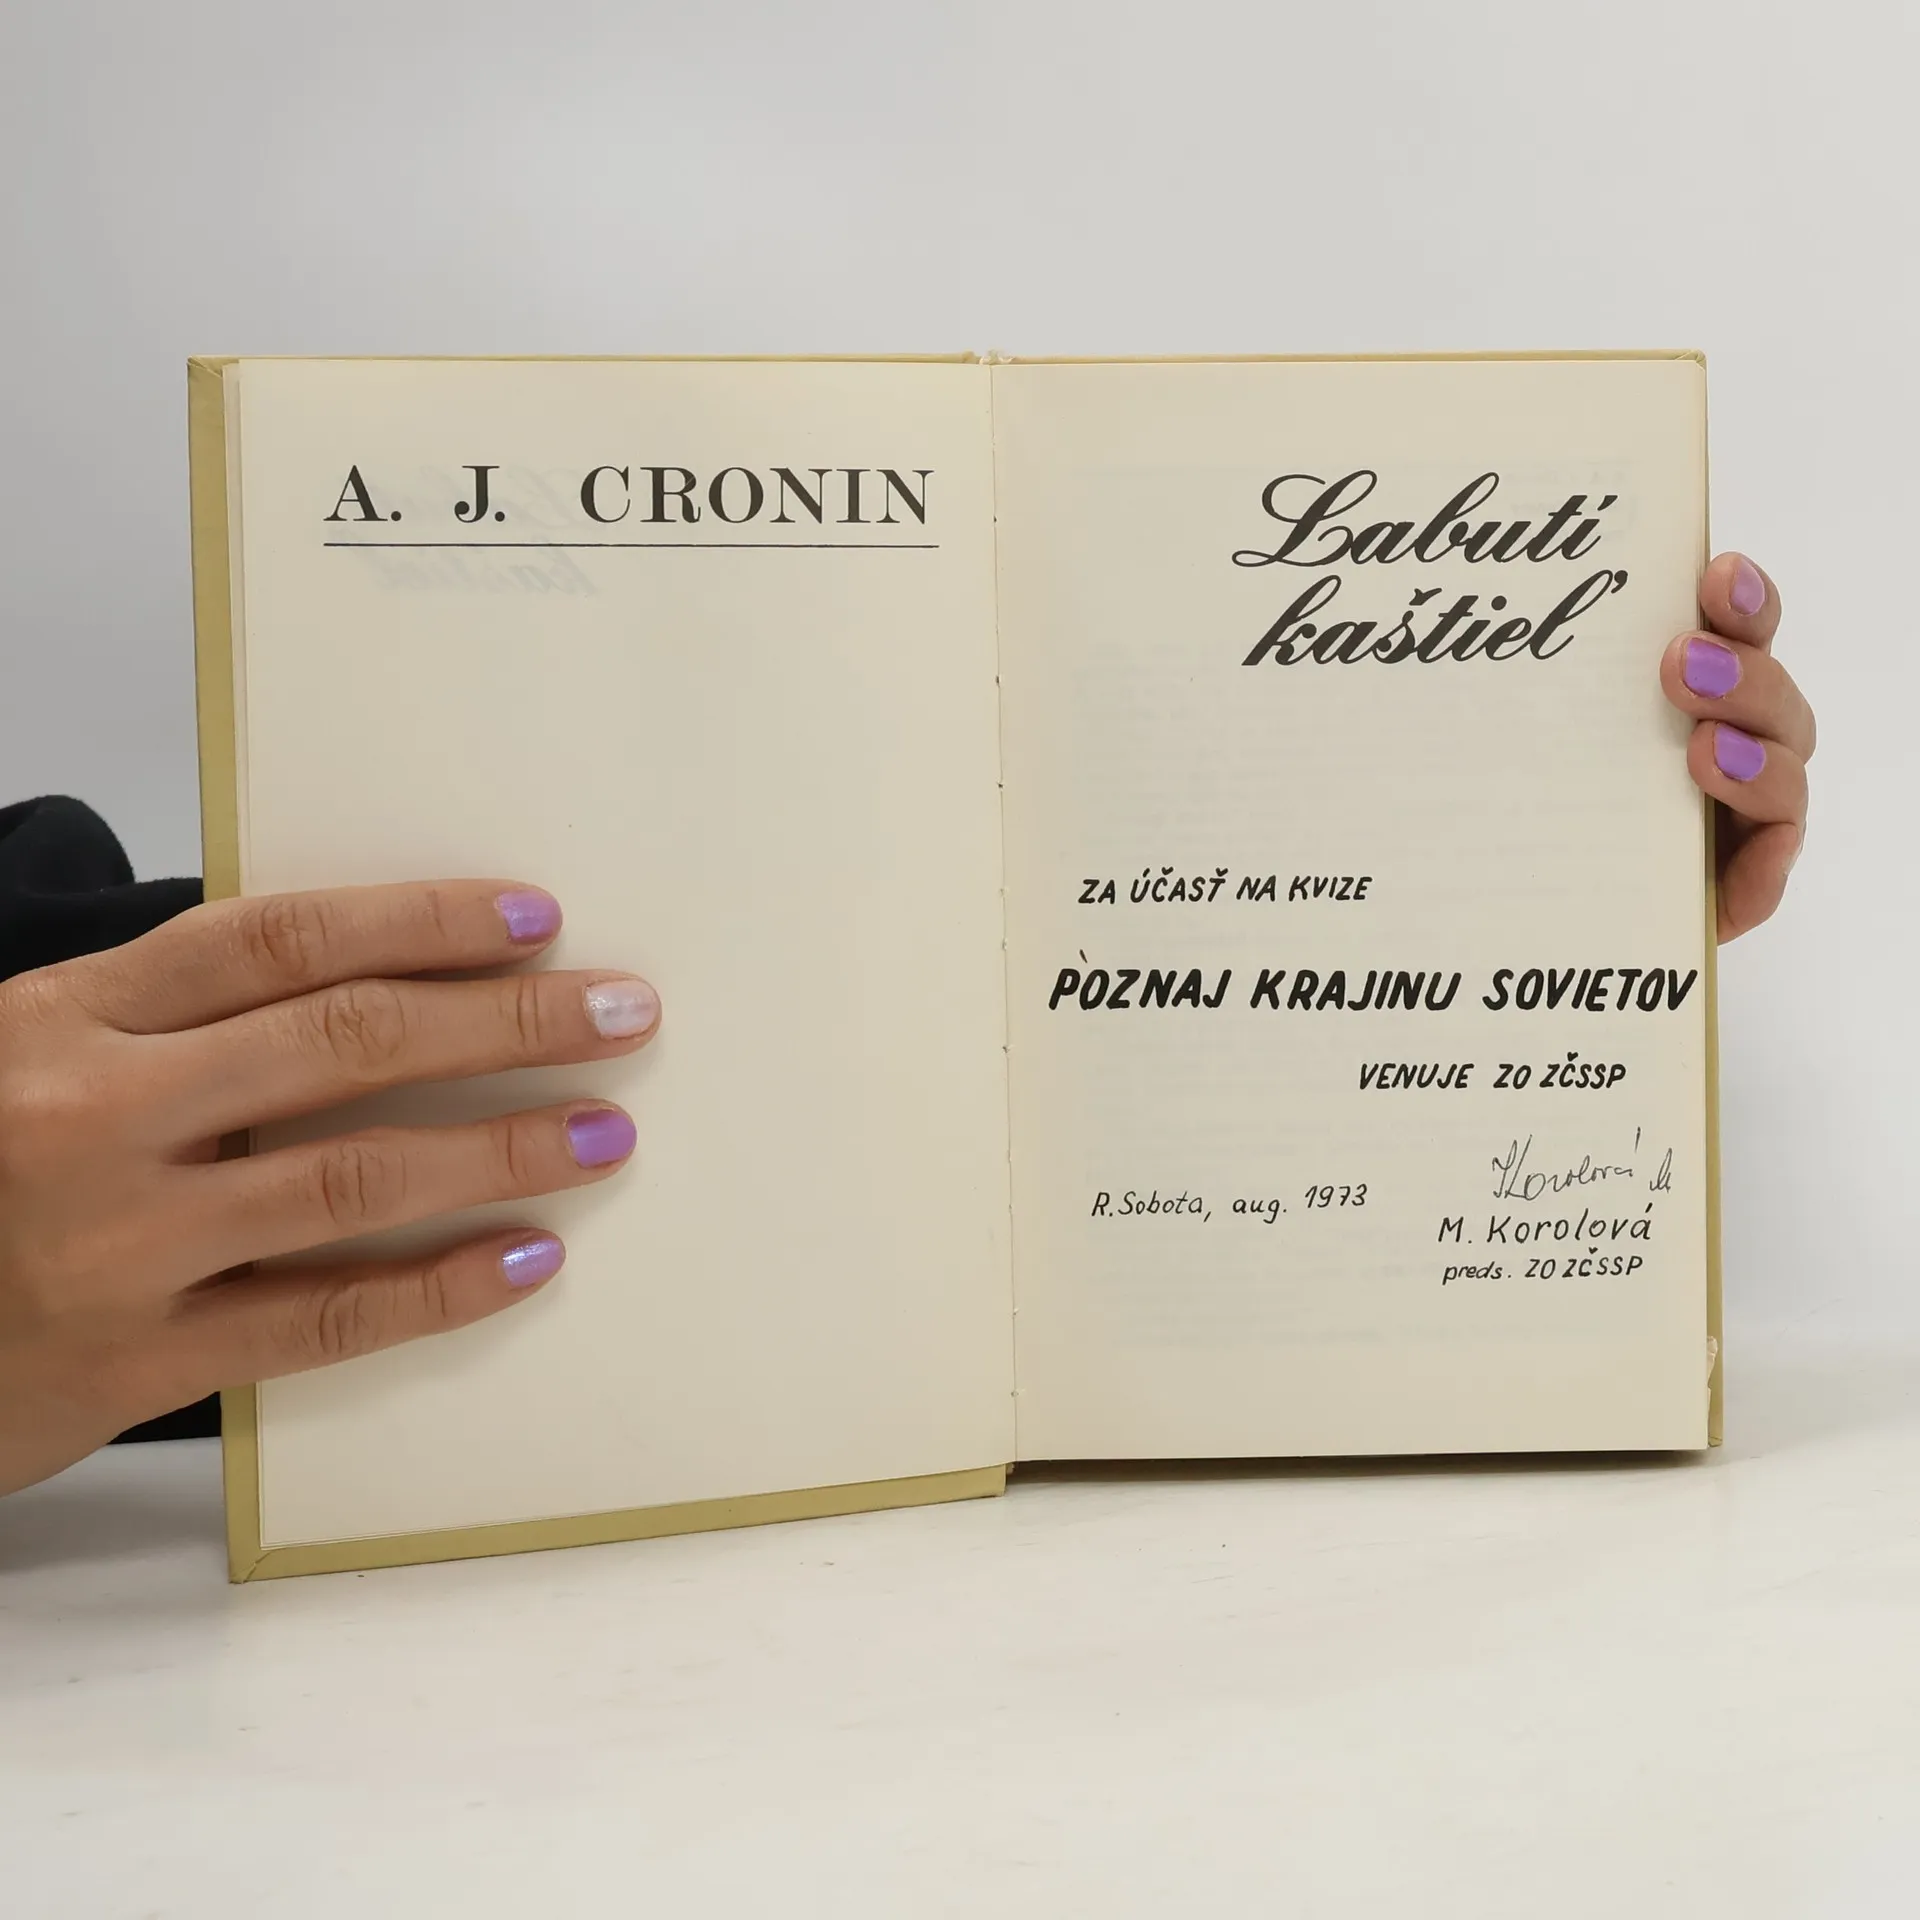 A. J. CRONIN
Labutí
kaštieľ
ZA ÚČASŤ NA KVIZE
POZNAJ KRAJINU SOVIETOV
VENUJE ZO ZČSSP
Korolová M
R. Sobota, aug. 1973
M. Korolová
preds. ZO ZČSSP